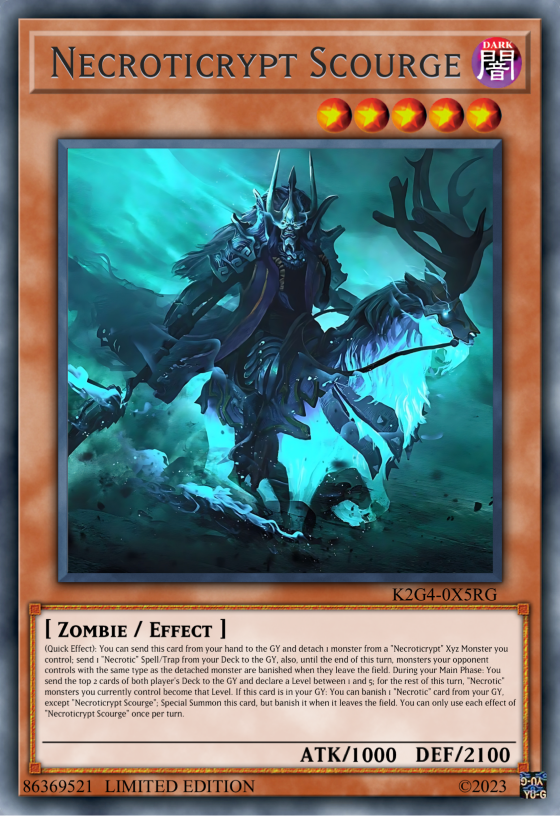 Necroticrypt Scourge
DARK
闇
K2G4-0X5RG
[ Zombie / Effect ]
(Quick Effect): You can send this card from your hand to the GY and detach 1 monster from a "Necroticrypt" Xyz Monster you
control; send 1 "Necrotic" Spell/Trap from your Deck to the GY, also, until the end of this turn, monsters your opponent
controls with the same type as the detached monster are banished when they leave the field. During your Main Phase: You
send the top 2 cards of both player's Deck to the GY and declare a Level between 1 and 5; for the rest of this turn, "Necrotic"
monsters you currently control become that Level. If this card is in your GY: You can banish 1 "Necrotic" card from your GY,
except "Necroticrypt Scourge"; Special Summon this card, but banish it when it leaves the field. You can only use each effect of
"Necroticrypt Scourge" once per turn.
ATK/1000 DEF/2100
86369521 LIMITED EDITION ©2023
YU-G
YU-G